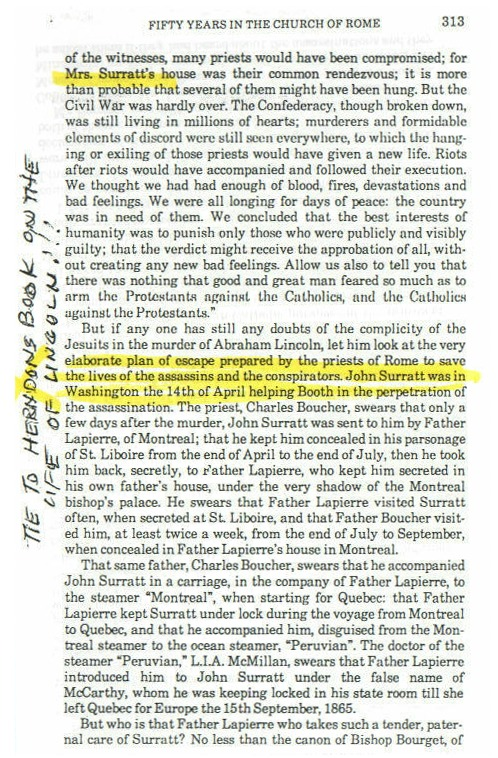 FIFTY YEARS IN THE CHURCH OF ROME 313
of the witnesses, many priests would have been compromised; for
Mrs. Surratt's house was their common rendezvous; it is more
than probable that several of them might have been hung. But the
Civil War was hardly over. The Confederacy, though broken down,
was still living in millions of hearts; murderers and formidable
elements of discord were still seen everywhere, to which the hang-
ing or exiling of those priests would have given a new life. Riots
after riots would have accompanied and followed their execution.
We thought we had had enough of blood, fires, devastations and
bad feelings. We were all longing for days of peace: the country
was in need of them. We concluded that the best interests of
humanity was to punish only those who were publicly and visibly
guilty; that the verdict might receive the approbation of all, with-
out creating any new bad feelings. Allow us also to tell you that
there was nothing that good and great man feared so much as to
arm the Protestants against the Catholics, and the Catholics
against the Protestants."
But if any one has still any doubts of the complicity of the
Jesuits in the murder of Abraham Lincoln, let him look at the very
elaborate plan of escape prepared by the priests of Rome to save
the lives of the assassins and the conspirators. John Surratt was in
Washington the 14th of April helping Booth in the perpetration of
the assassination. The priest, Charles Boucher, swears that only a
few days after the murder, John Surratt was sent to him by Father
Lapierre, of Montreal; that he kept him concealed in his parsonage
of St. Liboire from the end of April to the end of July, then he took
him back, secretly, to Father Lapierre, who kept him secreted in
his own father's house, under the very shadow of the Montreal
bishop's palace. He swears that Father Lapierre visited Surratt
often, when secreted at St. Liboire, and that Father Boucher visit-
ed him, at least twice a week, from the end of July to September,
when concealed in Father Lapierre's house in Montreal.
That same father, Charles Boucher, swears that he accompanied
John Surratt in a carriage, in the company of Father Lapierre, to
the steamer "Montreal", when starting for Quebec: that Father
Lapierre kept Surratt under lock during the voyage from Montreal
to Quebec, and that he accompanied him, disguised from the Mon-
treal steamer to the ocean steamer, "Peruvian". The doctor of the
steamer "Peruvian," L.I.A. McMillan, swears that Father Lapierre
introduced him to John Surratt under the false name of
McCarthy, whom he was keeping locked in his state room till she
left Quebec for Europe the 15th September, 1865.
But who is that Father Lapierre who takes such a tender, pater-
nal care of Surratt? No less than the canon of Bishop Bourget, of
TIE TO HERNDONS BOOK ON THE
LIFE OF LINCOLN!!!